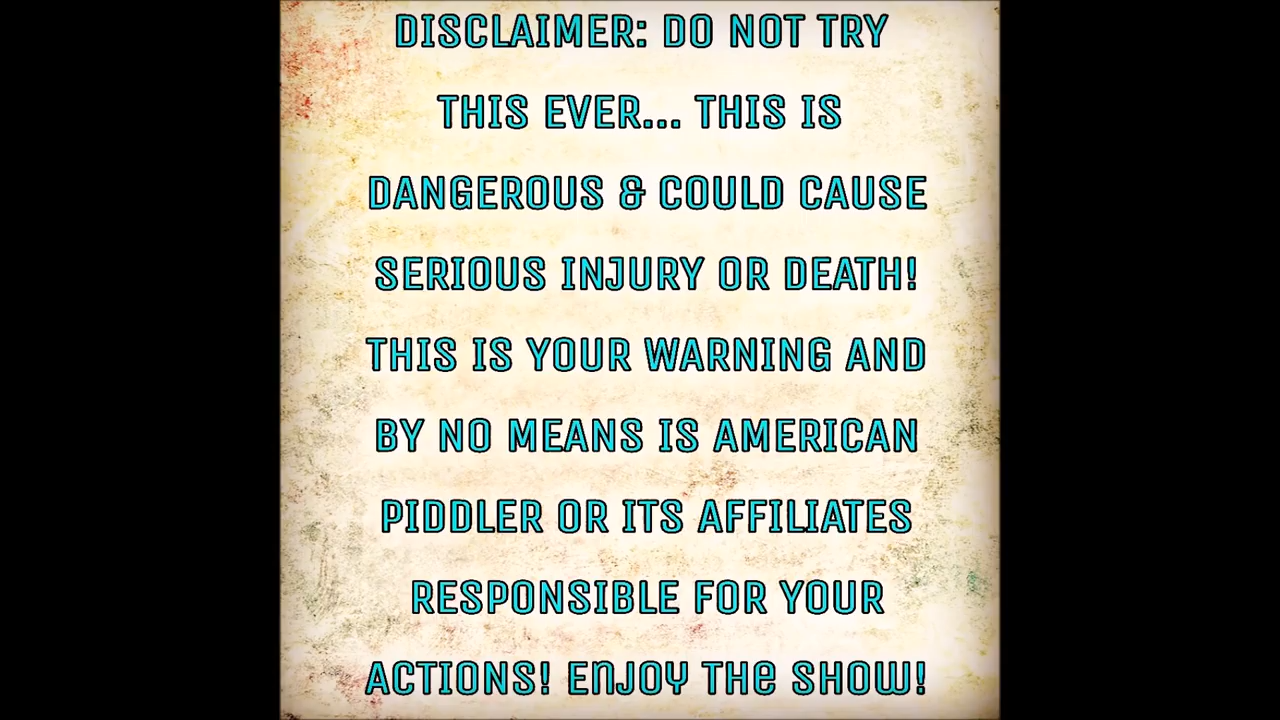 DISCLAIMER: DO NOT TRY
THIS EVER... THIS IS
DANGEROUS & COULD CAUSE
SERIOUS INJURY OR DEATH!
THIS IS YOUR WARNING AND
BY NO MEANS IS AMERICAN
PIDDLER OR ITS AFFILIATES
RESPONSIBLE FOR YOUR
ACTIONS! EnJOY THe SHOW!